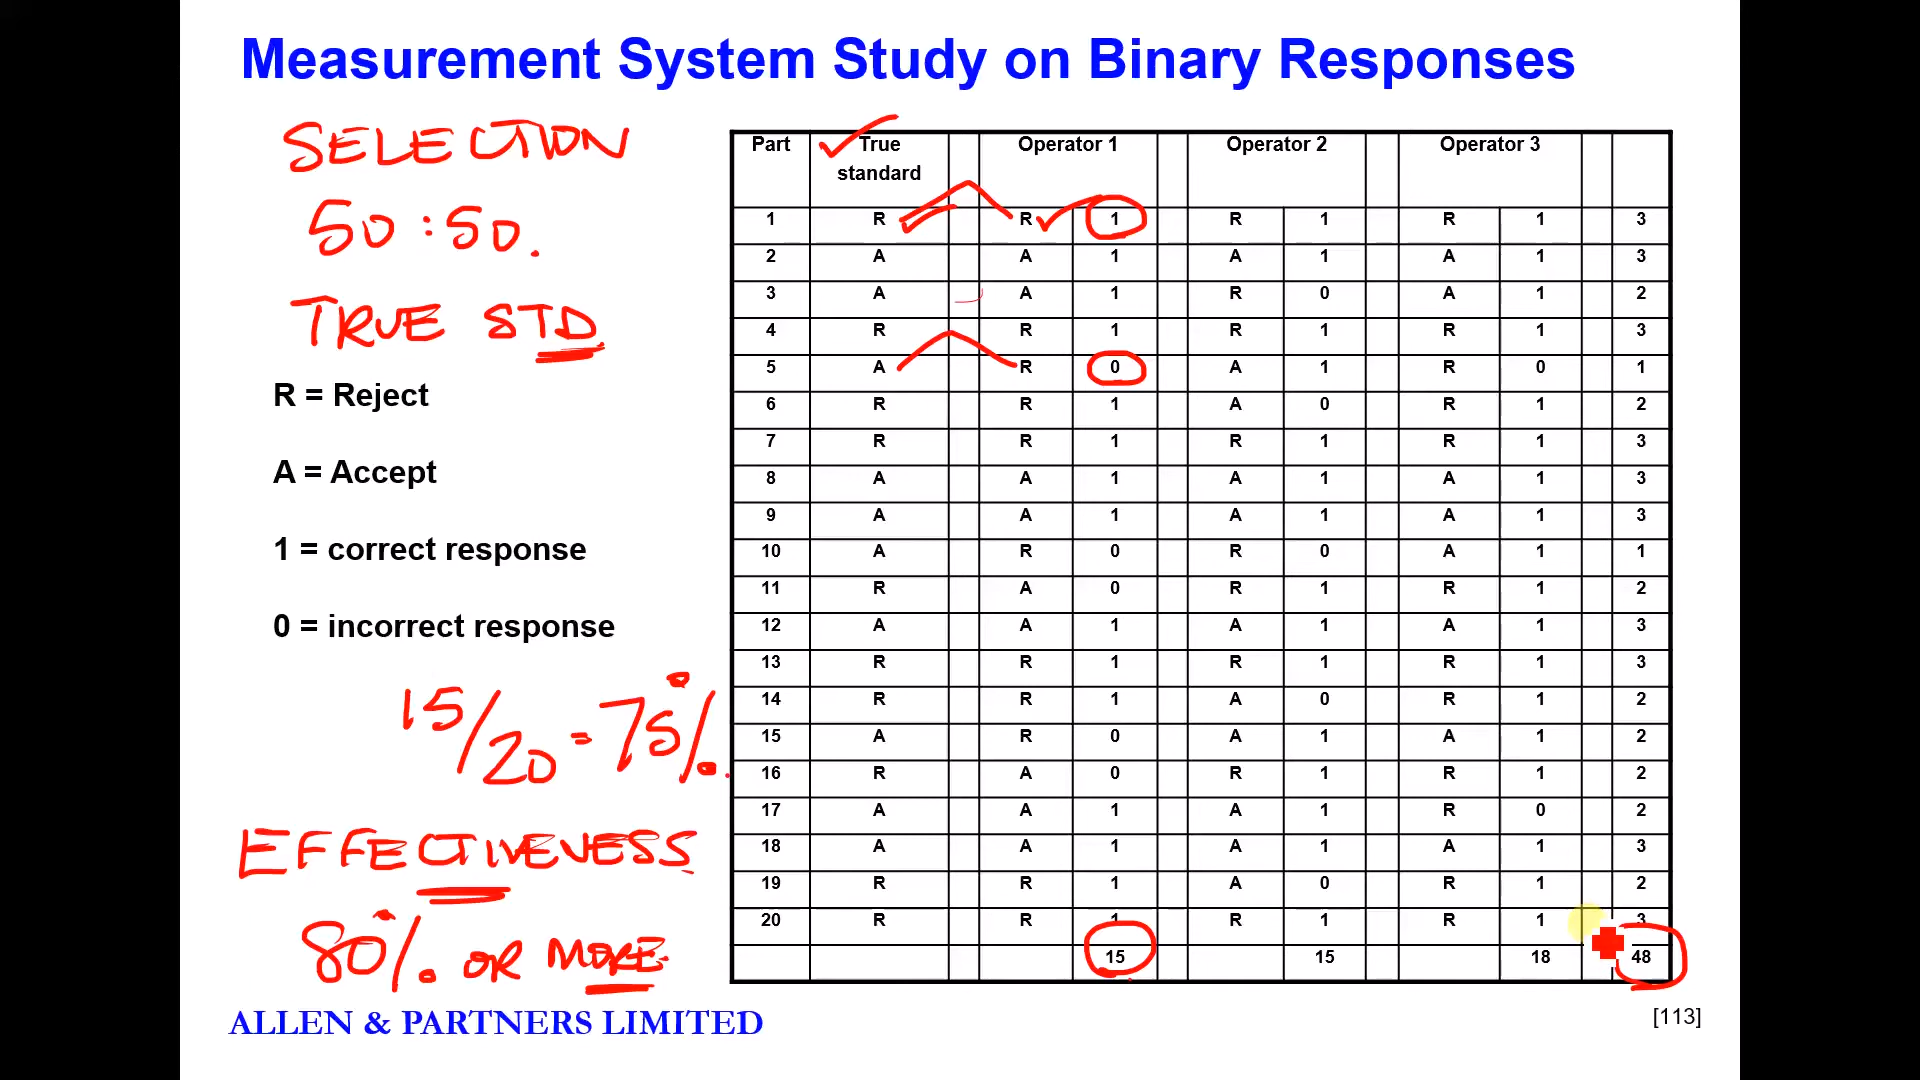 Measurement System Study on Binary Responses
SELECTION
50 : 50.
TRUE STD
R = Reject
A = Accept
1 = correct response
0 = incorrect response
15/20 = 75%.
EFFECTIVENESS
80%. OR MORE
Part True standard Operator 1 Operator 2 Operator 3
1 R R 1 R 1 R 1 3
2 A A 1 A 1 A 1 3
3 A A 1 R 0 A 1 2
4 R R 1 R 1 R 1 3
5 A R 0 A 1 R 0 1
6 R R 1 A 0 R 1 2
7 R R 1 R 1 R 1 3
8 A A 1 A 1 A 1 3
9 A A 1 A 1 A 1 3
10 A R 0 R 0 A 1 1
11 R A 0 R 1 R 1 2
12 A A 1 A 1 A 1 3
13 R R 1 R 1 R 1 3
14 R R 1 A 0 R 1 2
15 A R 0 A 1 A 1 2
16 R A 0 R 1 R 1 2
17 A A 1 A 1 R 0 2
18 A A 1 A 1 A 1 3
19 R R 1 A 0 R 1 2
20 R R 1 R 1 R 1 3
15 15 18 48
ALLEN & PARTNERS LIMITED
[113]